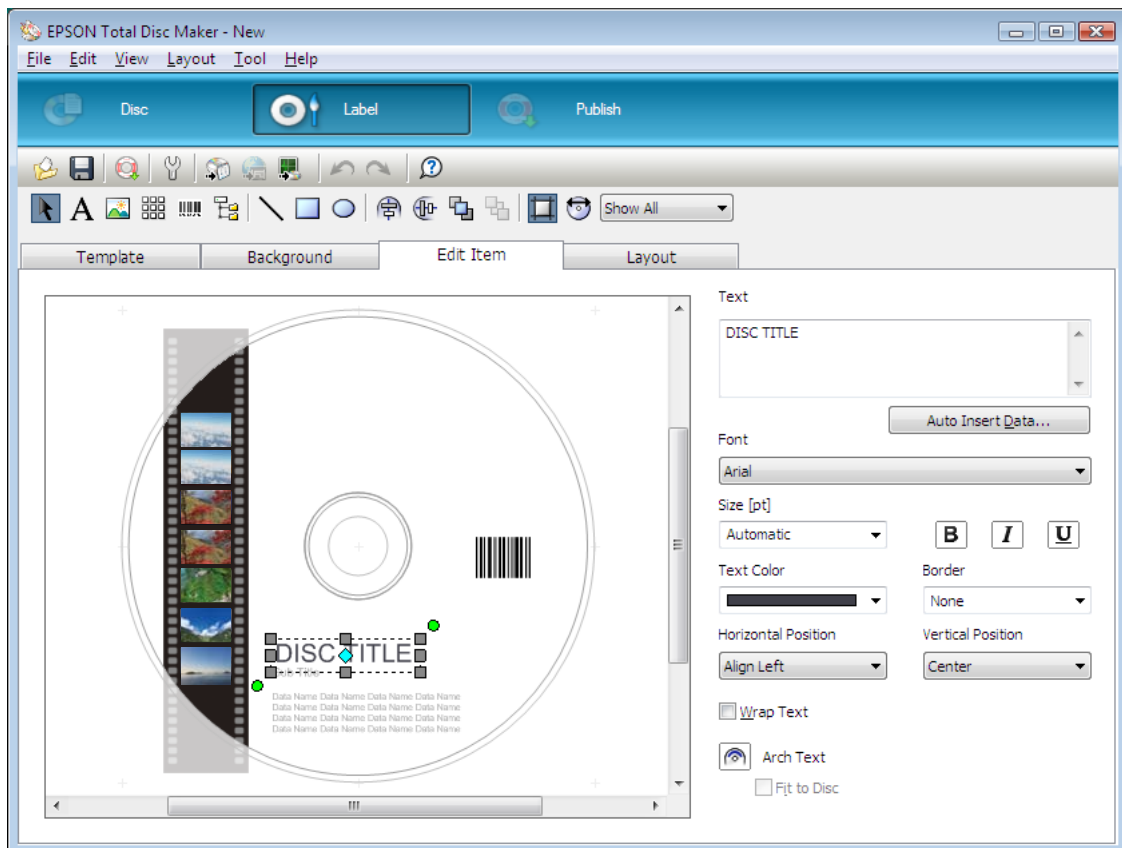 EPSON Total Disc Maker - New
File Edit View Layout Tool Help
Disc Label Publish
A Show All
Template Background Edit Item Layout
Text
DISC TITLE
Auto Insert Data...
Font
Arial
Size [pt]
Automatic B I U
Text Color Border
None
Horizontal Position Vertical Position
Align Left Center
Wrap Text
Arch Text
Fit to Disc
DISC TITLE
Sub Title
Data Name Data Name Data Name Data Name
Data Name Data Name Data Name Data Name
Data Name Data Name Data Name Data Name
Data Name Data Name Data Name Data Name